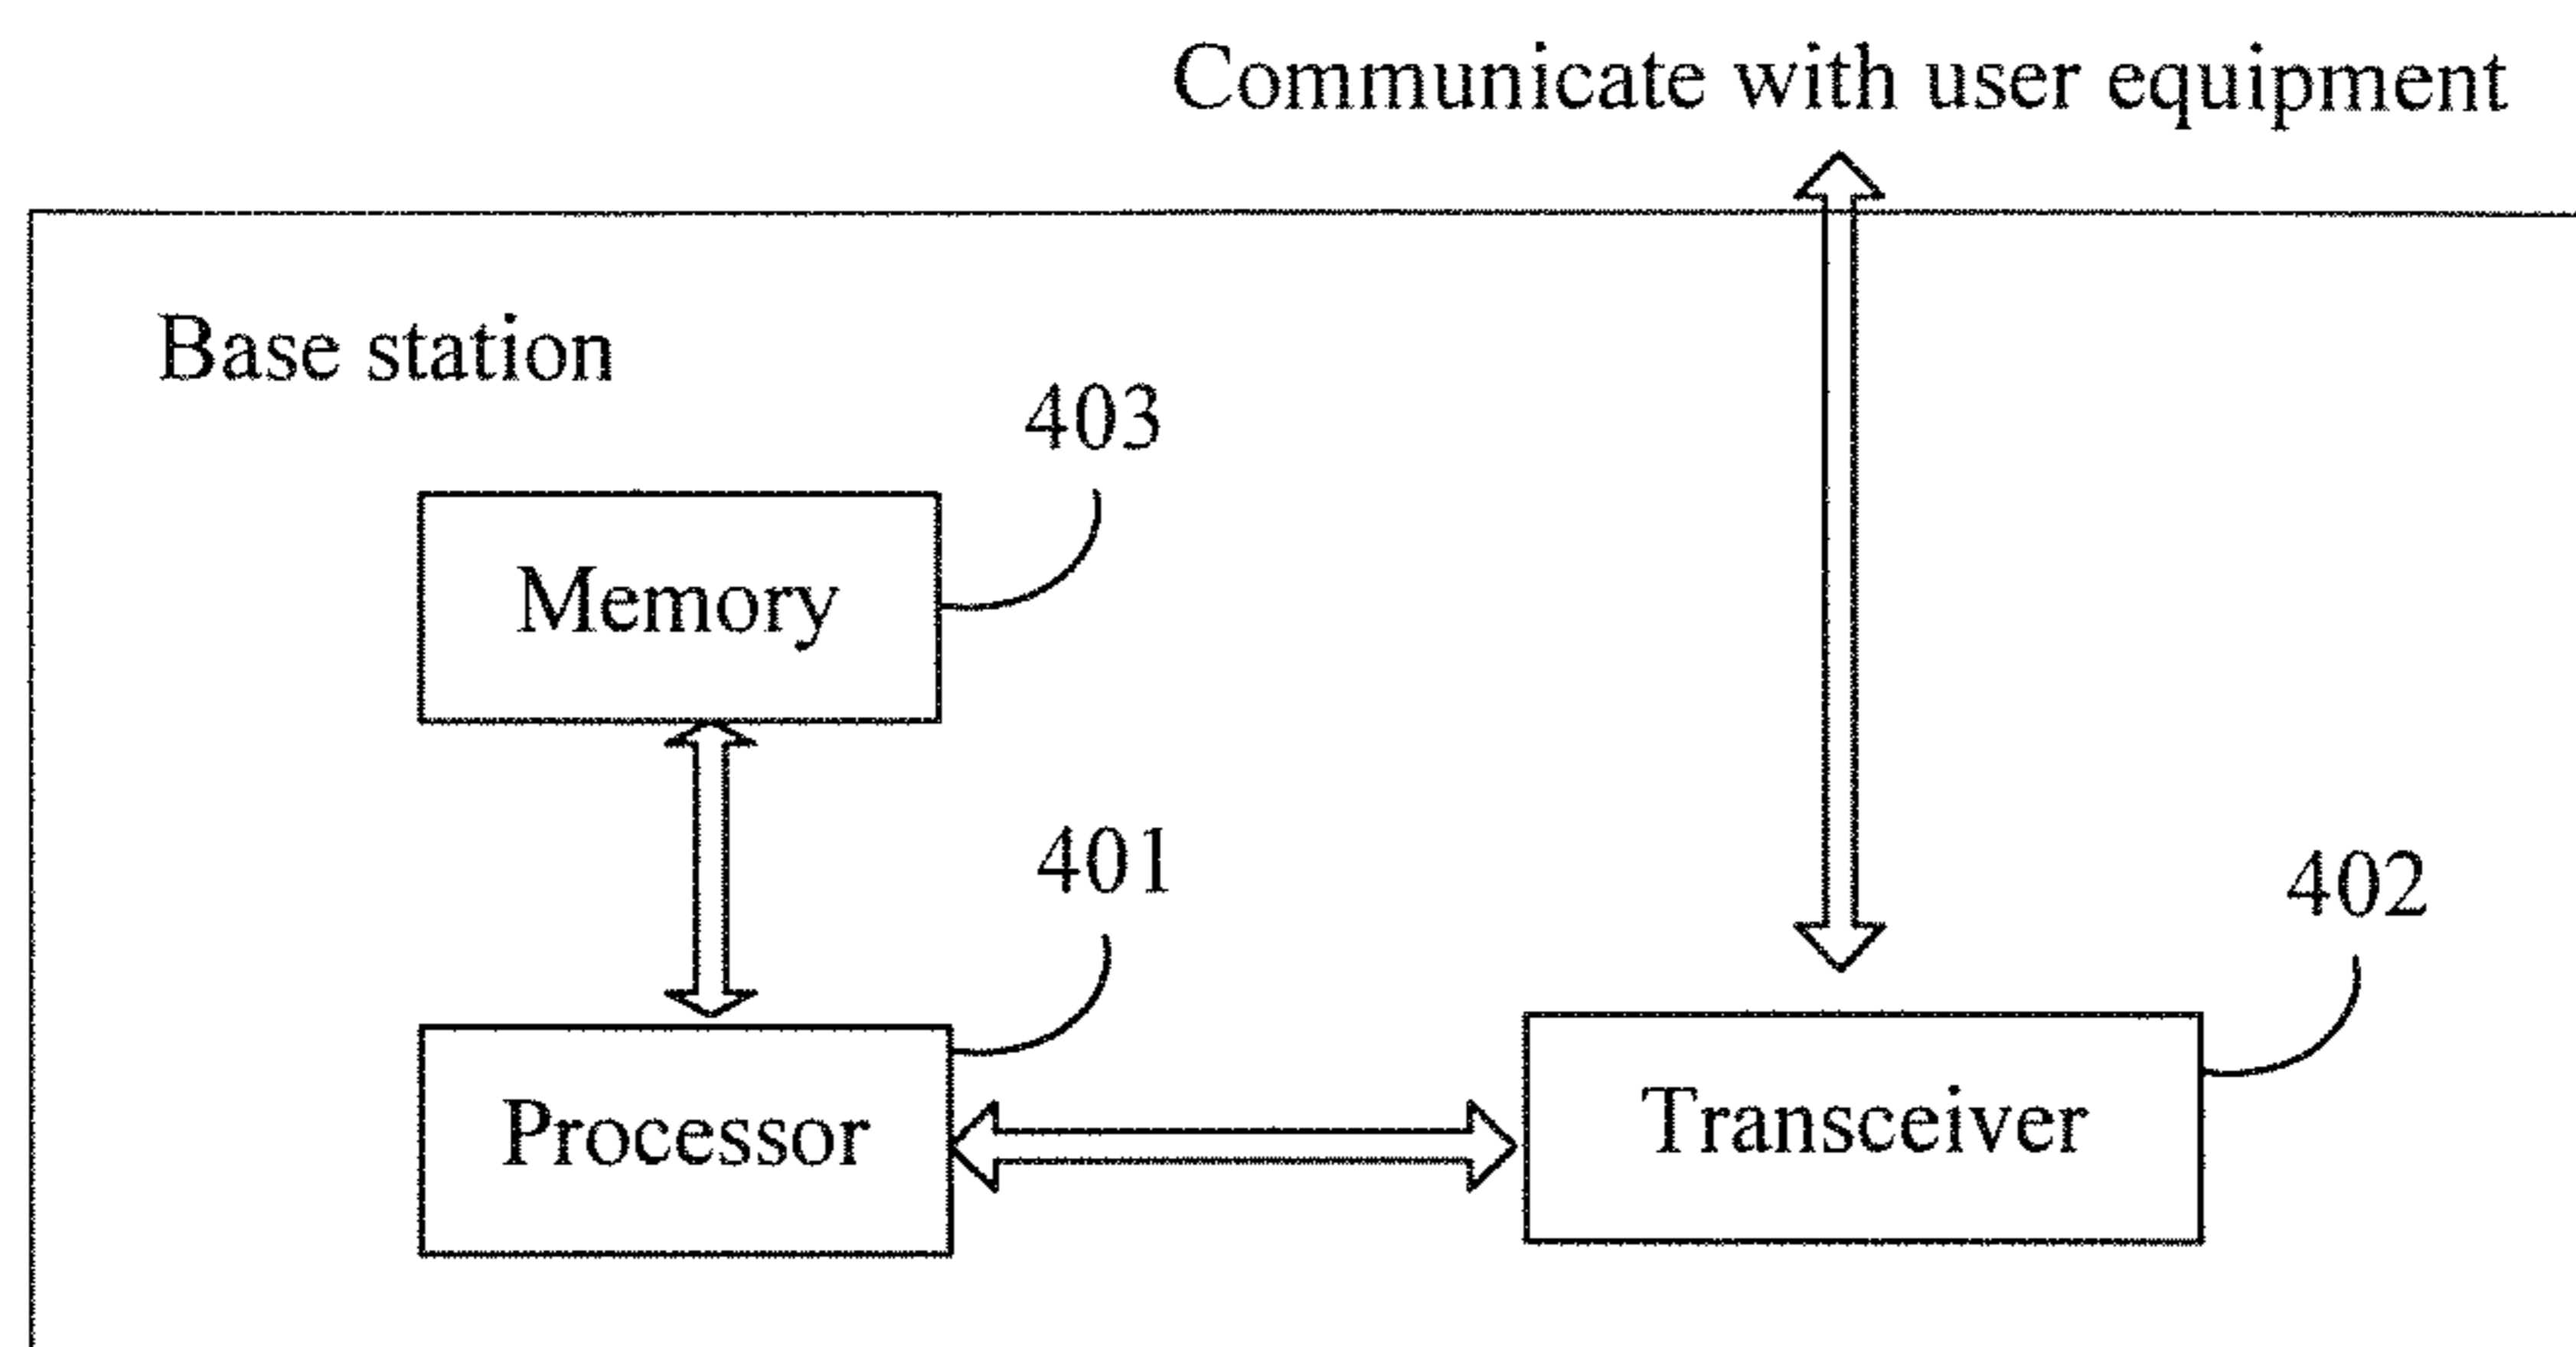 Communicate with user equipment
Base station
403
Memory
401
402
Processor
Transceiver